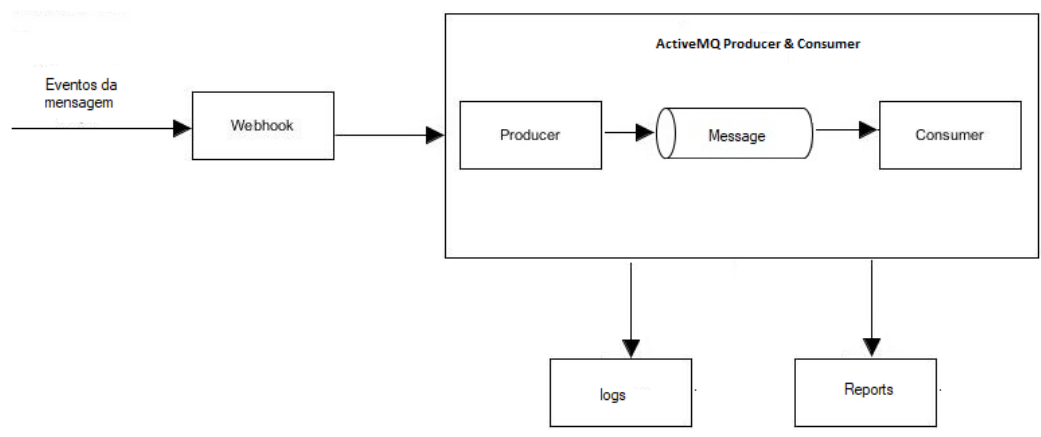 ActiveMQ Producer & Consumer
Eventos da
mensagem
Webhook
Producer
Message
Consumer
logs
Reports